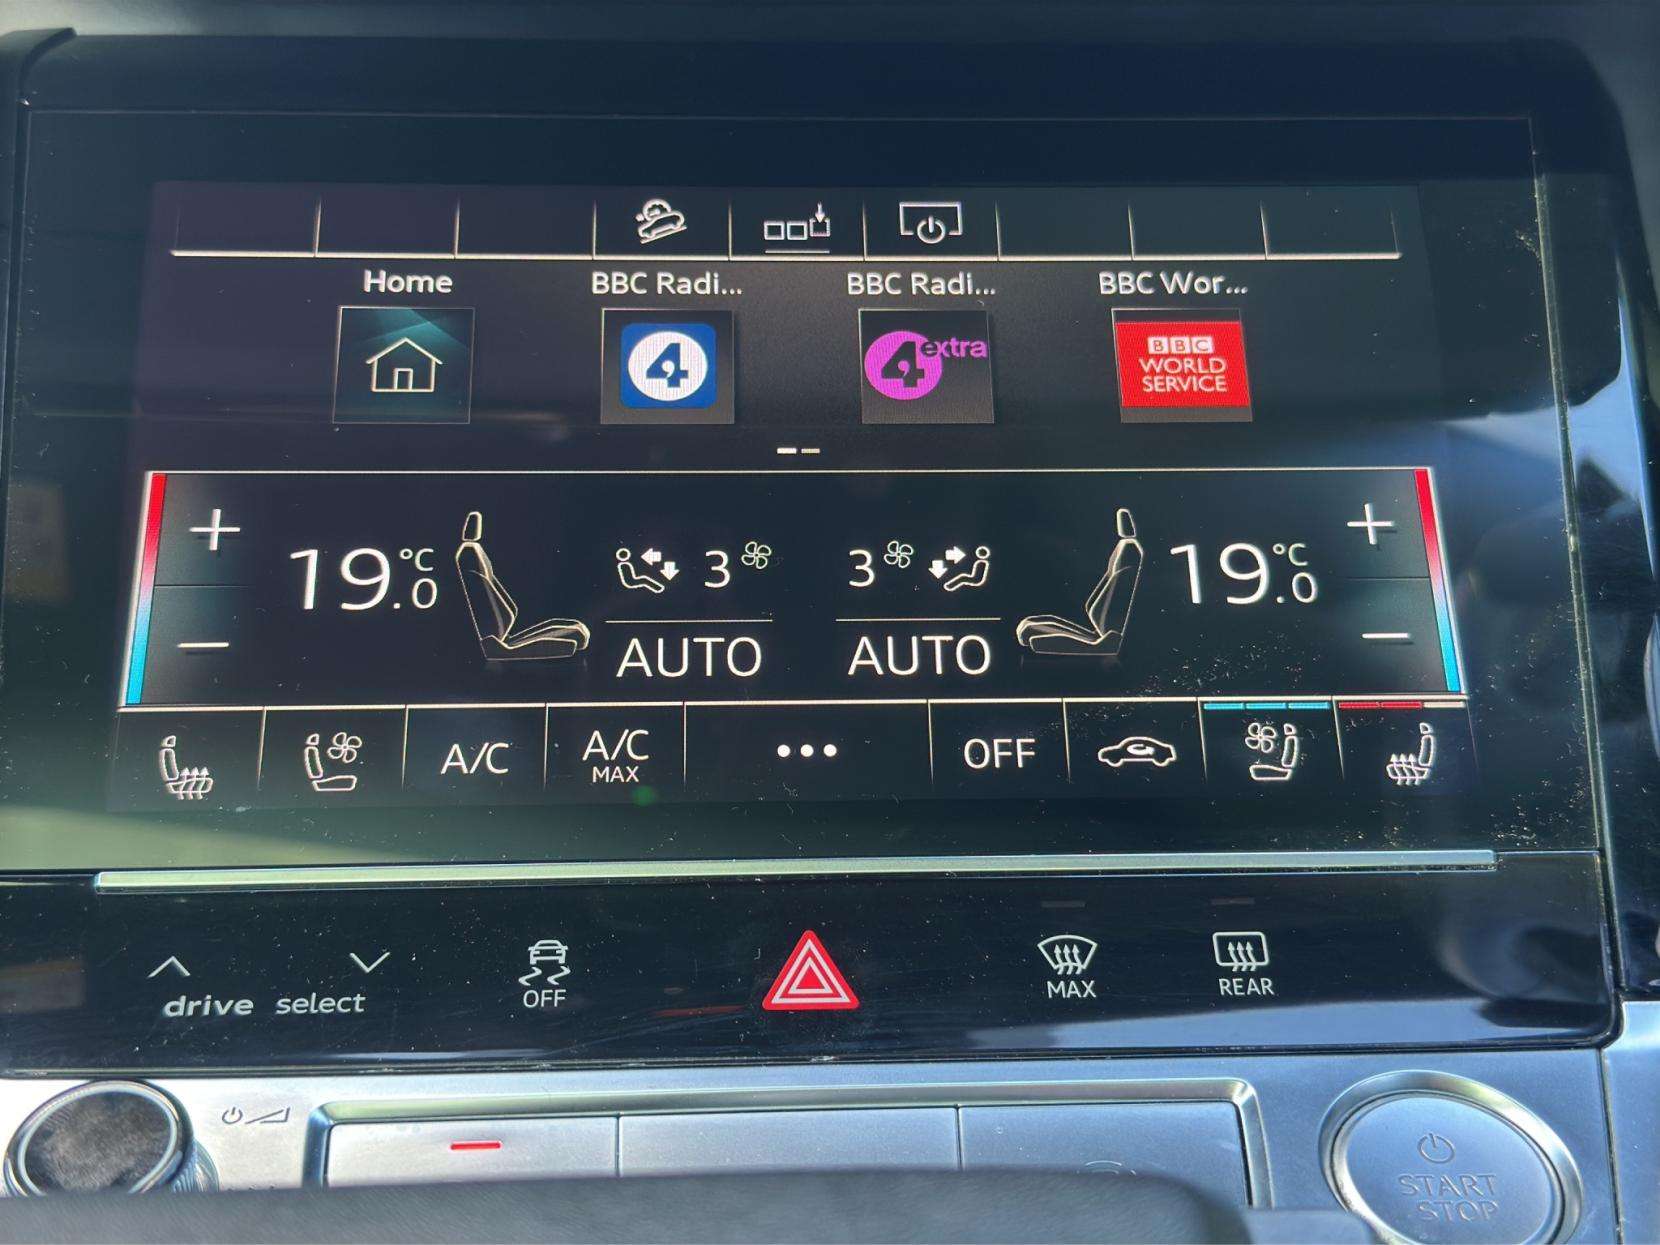 Home BBC Radi... BBC Radi... BBC Wor...
4 4 extra BBC
WORLD
SERVICE
+ +
19.0 °C 3 3 19.0 °C
AUTO AUTO
− −
A/C A/C MAX ••• OFF
drive select OFF MAX REAR
START
STOP